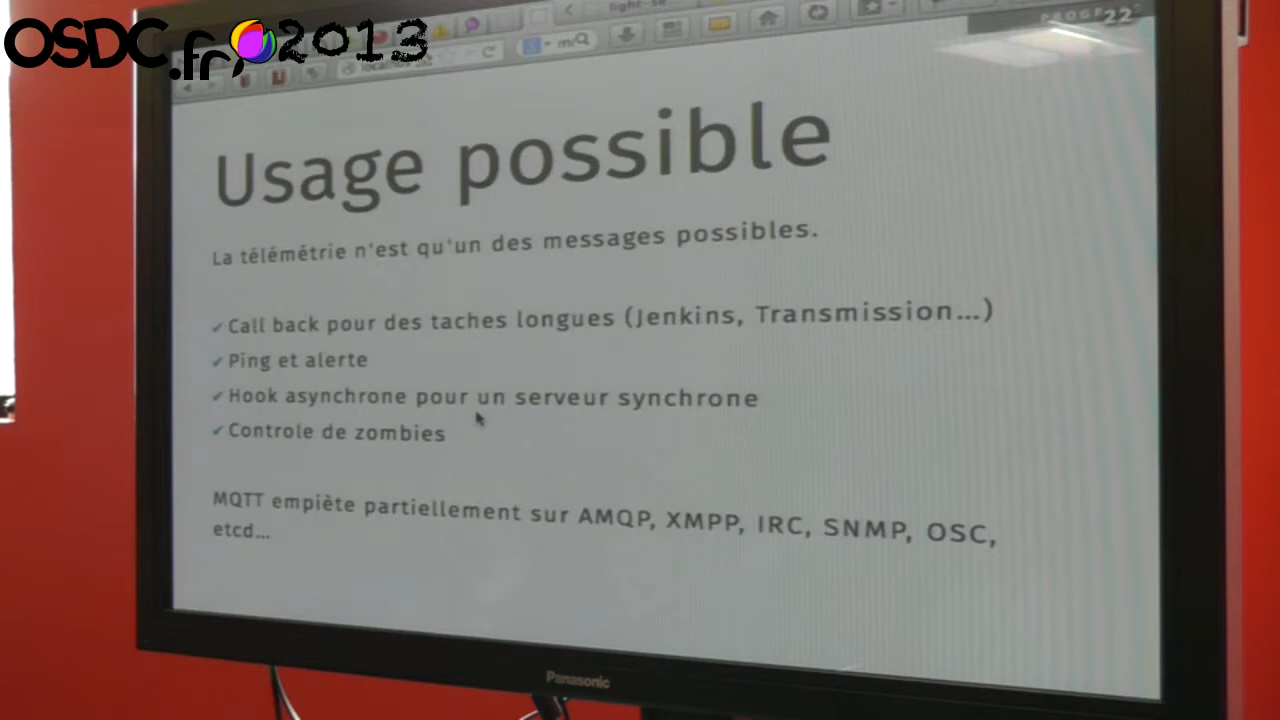 OSDC.fr, 2013
22
Usage possible
La télémétrie n'est qu'un des messages possibles.
✔ Call back pour des taches longues (Jenkins, Transmission...)
✔ Ping et alerte
✔ Hook asynchrone pour un serveur synchrone
✔ Controle de zombies
MQTT empiète partiellement sur AMQP, XMPP, IRC, SNMP, OSC,
etcd...
Panasonic